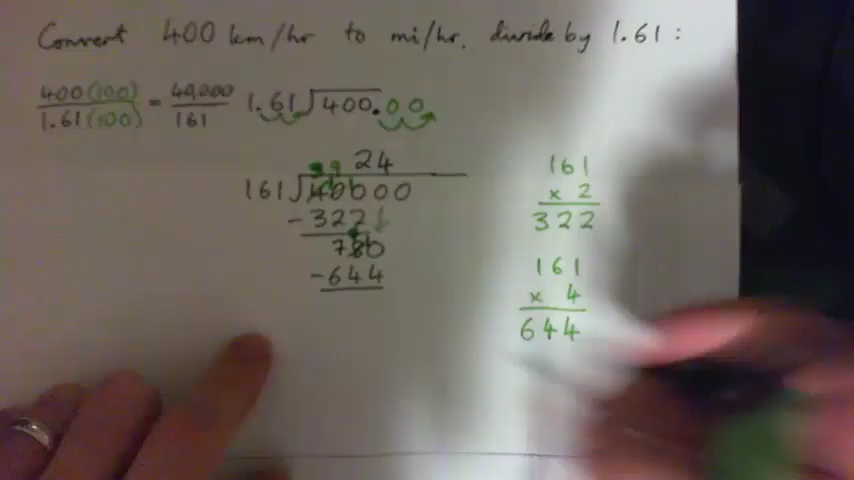 Convert 400 km/hr to mi/hr, divide by 1.61 :
400(100) = 40,000
1.61(100) 161
1.61 400.00
24
161 40000
- 322
780
- 644
161
x 2
322
161
x 4
644